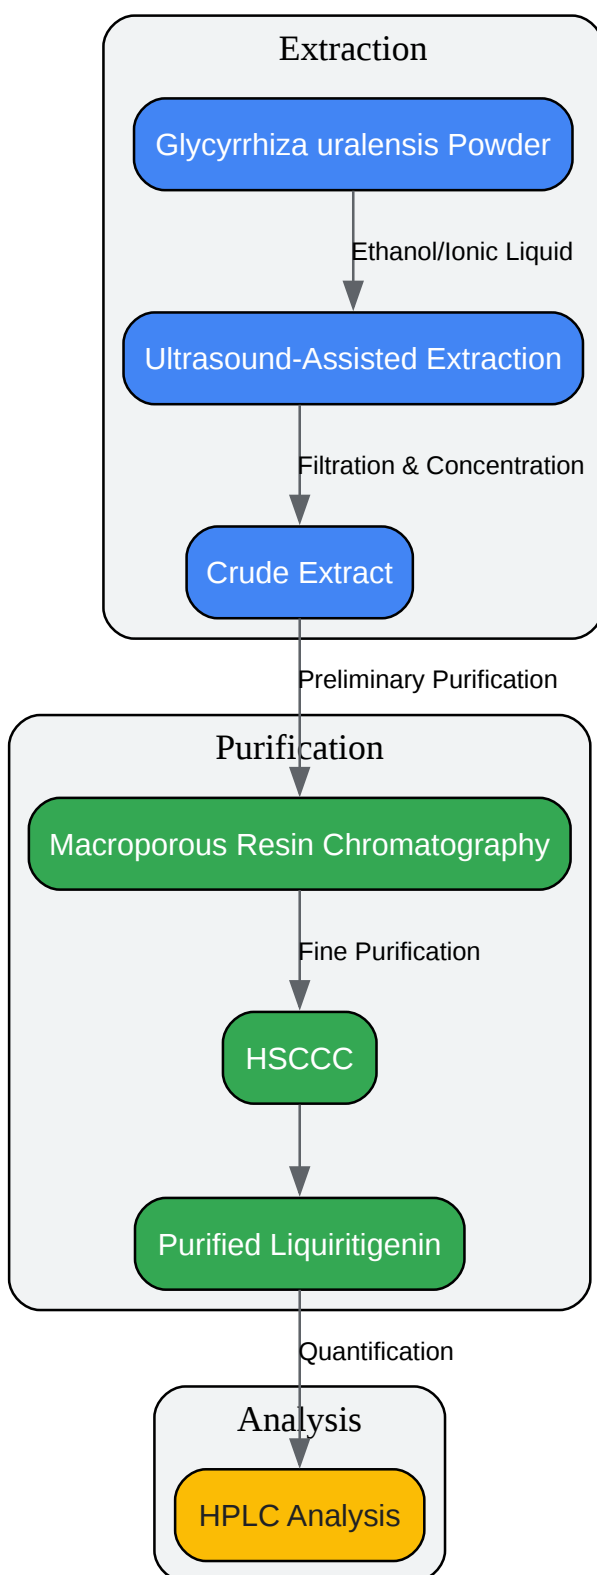 Extraction
Glycyrrhiza uralensis Powder
Ethanol/Ionic Liquid
Ultrasound-Assisted Extraction
Filtration & Concentration
Crude Extract
Preliminary Purification
Purification
Macroporous Resin Chromatography
Fine Purification
HSCCC
Purified Liquiritigenin
Quantification
Analysis
HPLC Analysis